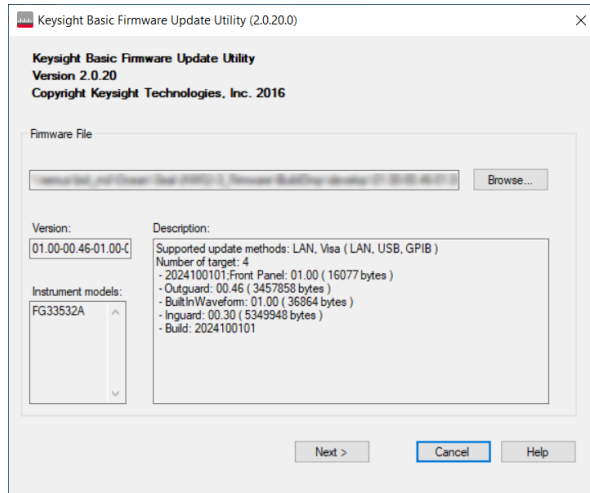 Keysight Basic Firmware Update Utility (2.0.20.0)
Keysight Basic Firmware Update Utility
Version 2.0.20
Copyright Keysight Technologies, Inc. 2016
Firmware File
Browse...
Version:
01.00-00.46-01.00-0
Description:
Supported update methods: LAN, Visa ( LAN, USB, GPIB )
Number of target: 4
- 2024100101;Front Panel: 01.00 ( 16077 bytes )
- Outguard: 00.46 ( 3457858 bytes )
- BuiltInWaveform: 01.00 ( 36864 bytes )
- Inguard: 00.30 ( 5349948 bytes )
- Build: 2024100101
Instrument models:
FG33532A
Next >
Cancel
Help